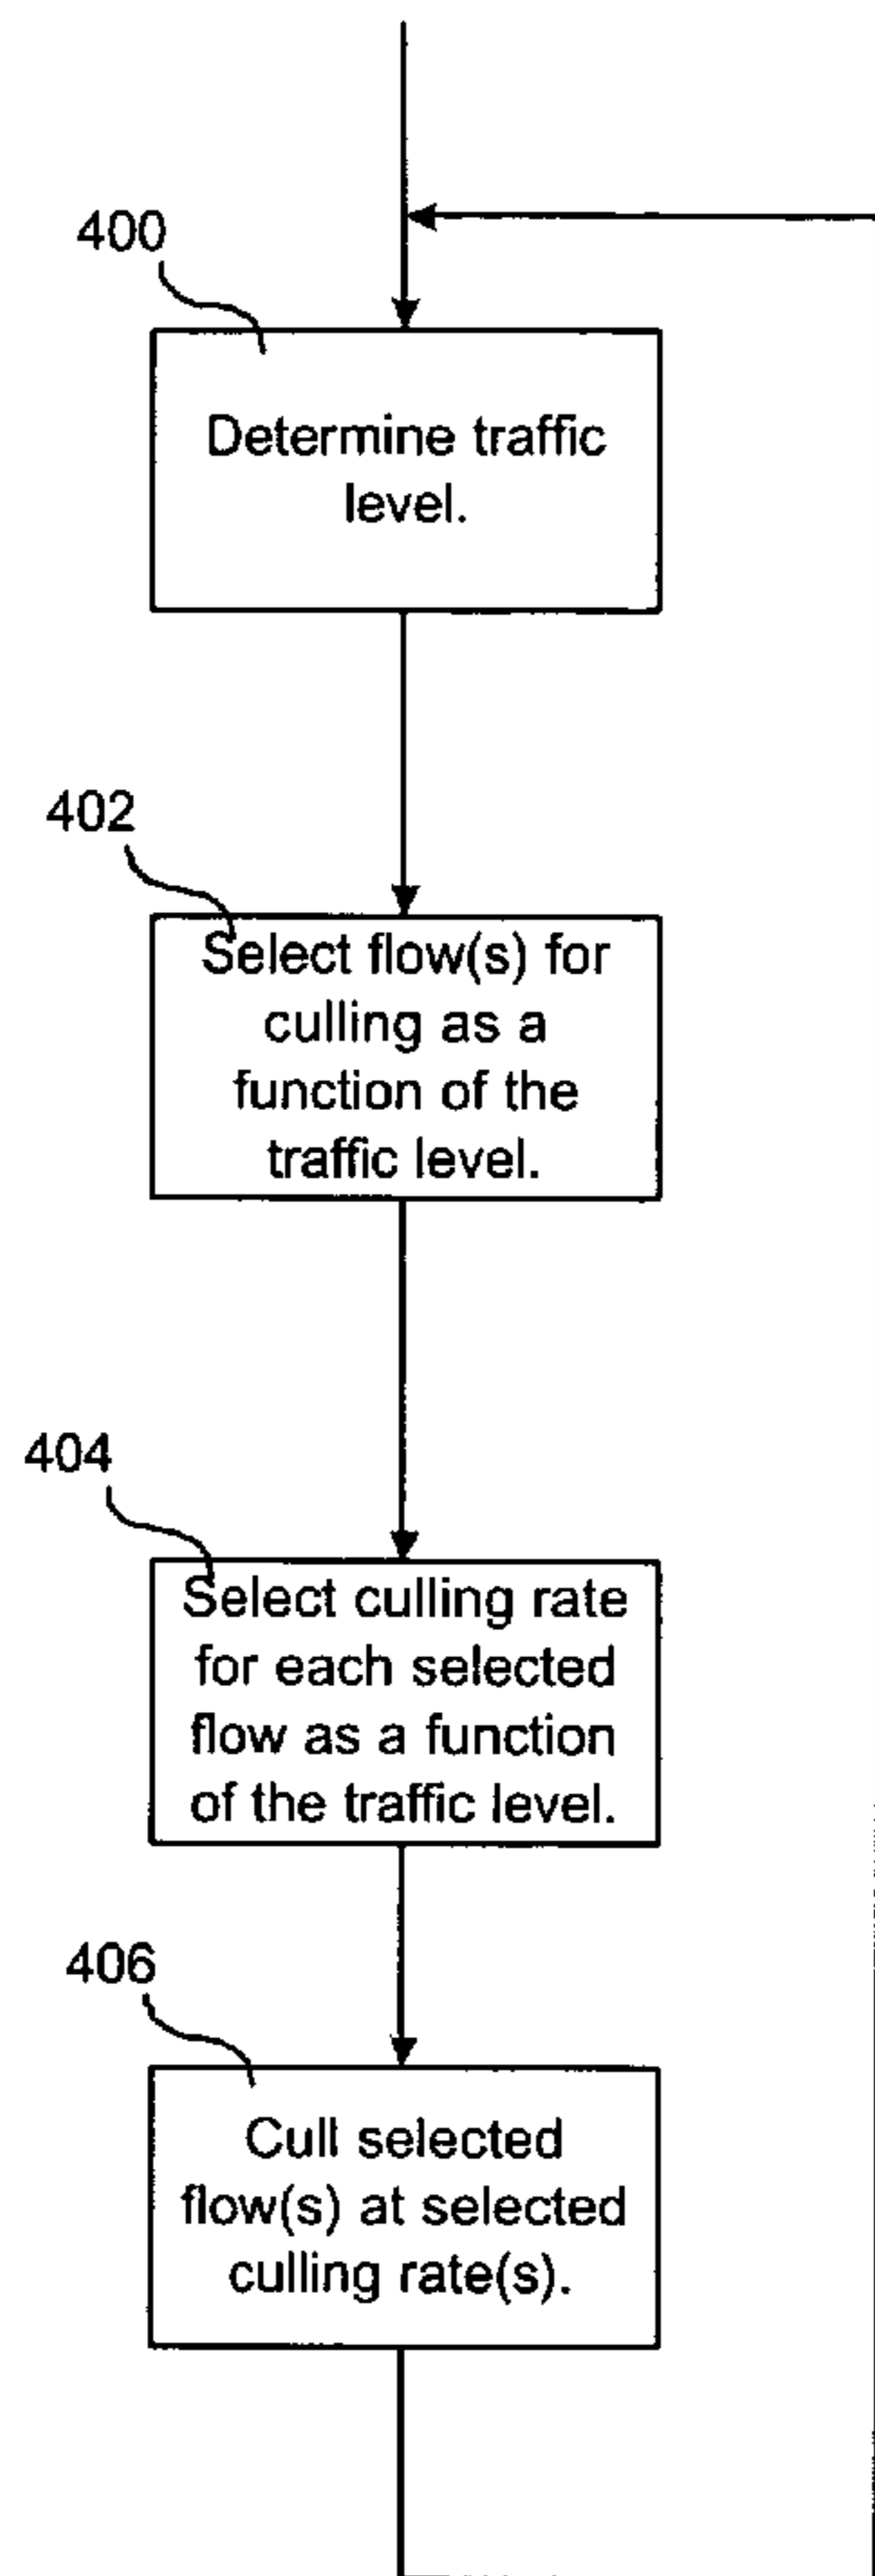 400
Determine traffic
level.
402
Select flow(s) for
culling as a
function of the
traffic level.
404
Select culling rate
for each selected
flow as a function
of the traffic level.
406
Cull selected
flow(s) at selected
culling rate(s).